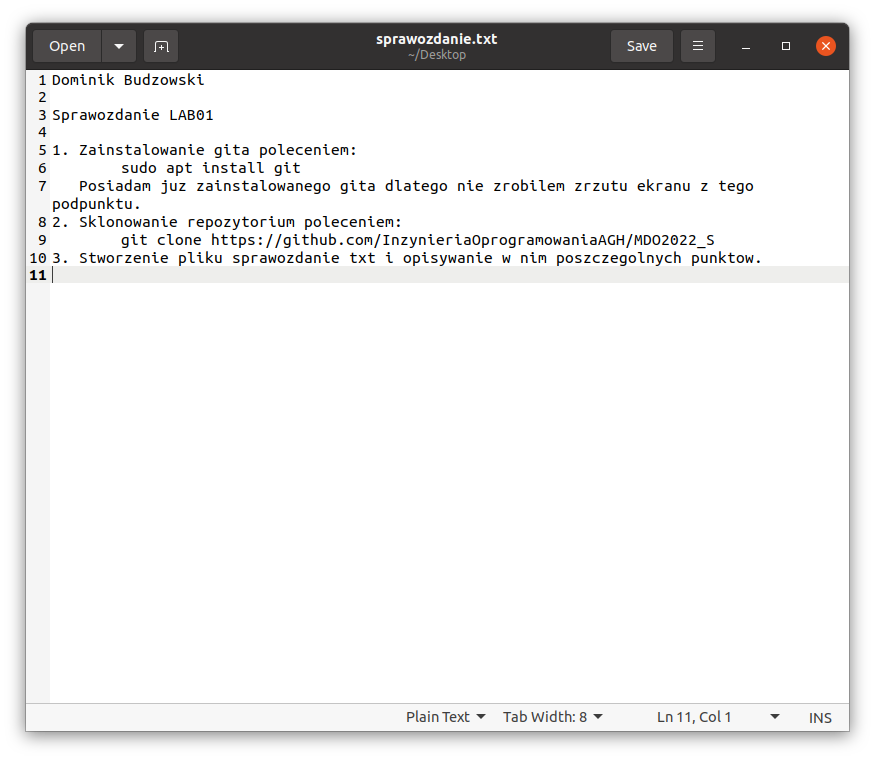 Open
sprawozdanie.txt
~/Desktop
Save
1 Dominik Budzowski
2
3 Sprawozdanie LAB01
4
5 1. Zainstalowanie gita poleceniem:
6 sudo apt install git
7 Posiadam juz zainstalowanego gita dlatego nie zrobilem zrzutu ekranu z tego
podpunktu.
8 2. Sklonowanie repozytorium poleceniem:
9 git clone https://github.com/InzynieriaOprogramowaniaAGH/MDO2022_S
10 3. Stworzenie pliku sprawozdanie txt i opisywanie w nim poszczegolnych punktow.
11
Plain Text Tab Width: 8 Ln 11, Col 1 INS